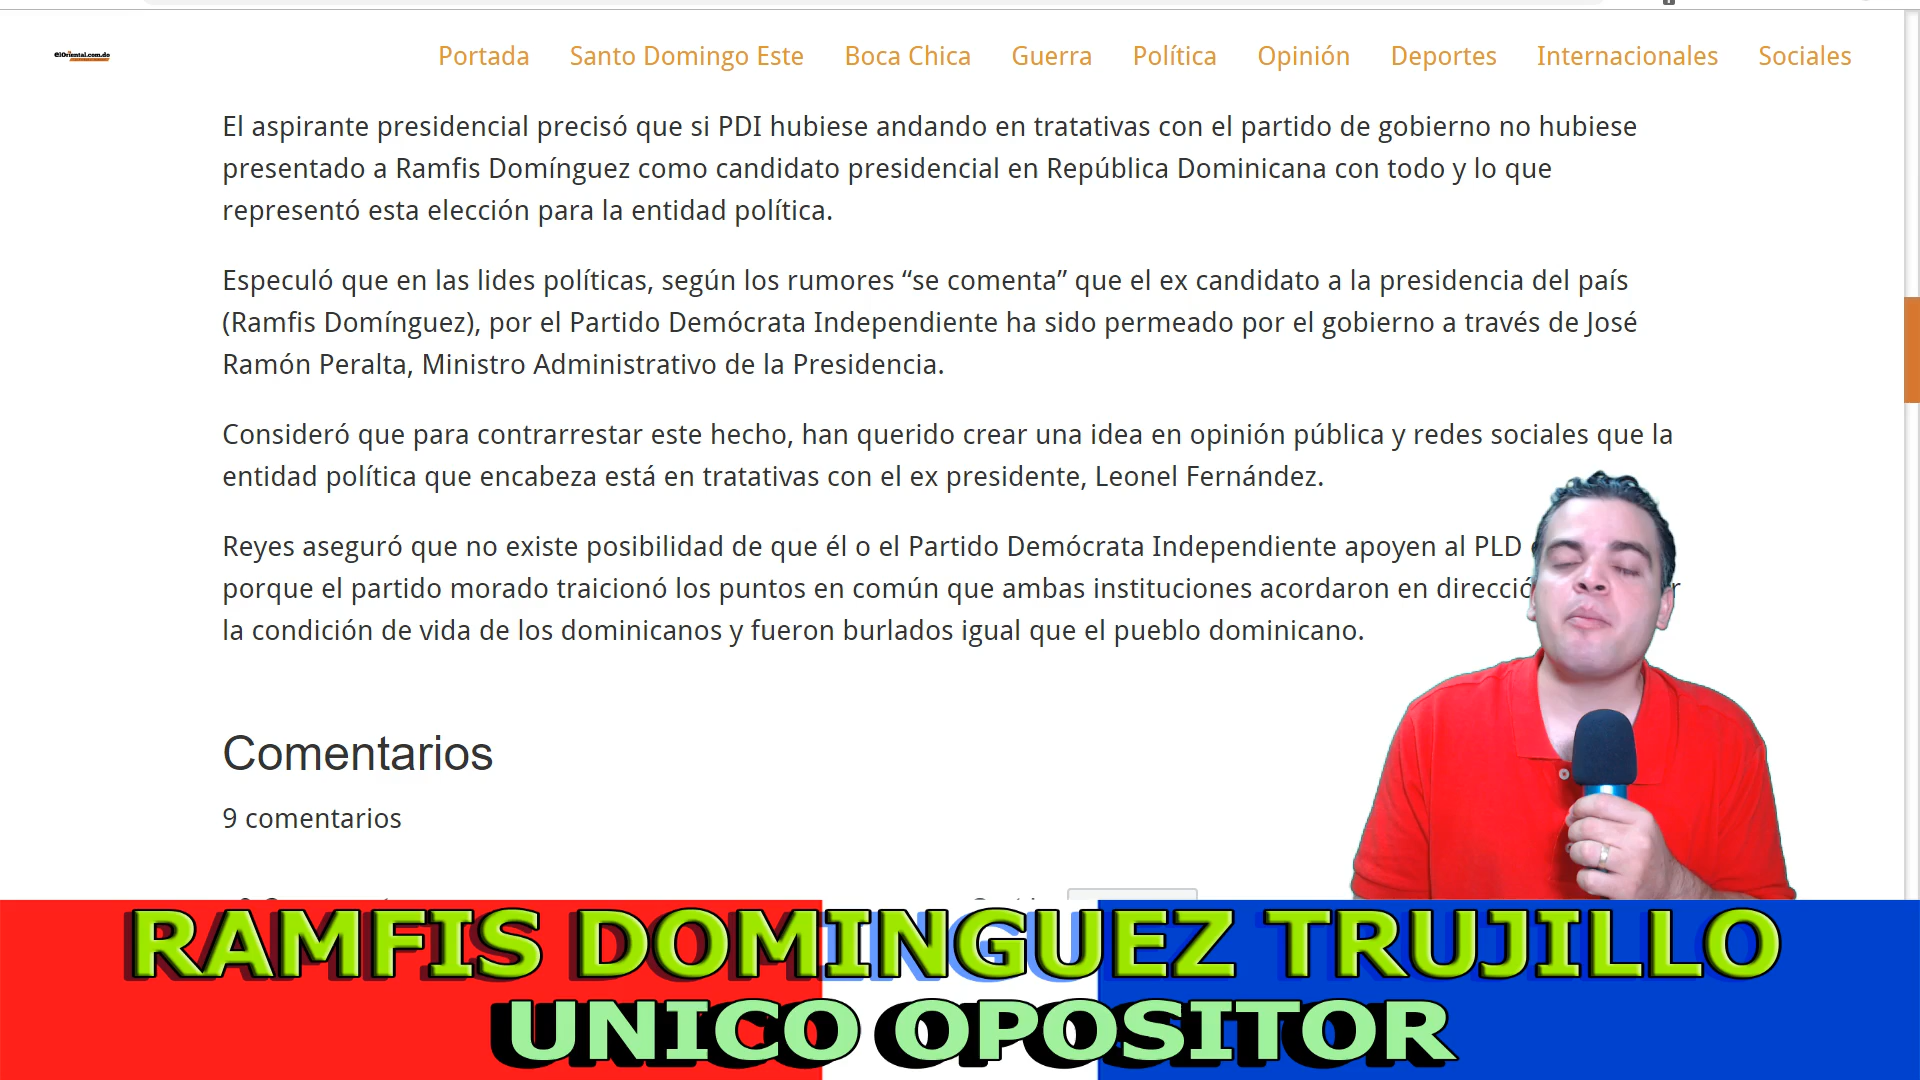 elOriental.com.do
Portada Santo Domingo Este Boca Chica Guerra Política Opinión Deportes Internacionales Sociales
El aspirante presidencial precisó que si PDI hubiese andando en tratativas con el partido de gobierno no hubiese
presentado a Ramfis Domínguez como candidato presidencial en República Dominicana con todo y lo que
representó esta elección para la entidad política.
Especuló que en las lides políticas, según los rumores “se comenta” que el ex candidato a la presidencia del país
(Ramfis Domínguez), por el Partido Demócrata Independiente ha sido permeado por el gobierno a través de José
Ramón Peralta, Ministro Administrativo de la Presidencia.
Consideró que para contrarrestar este hecho, han querido crear una idea en opinión pública y redes sociales que la
entidad política que encabeza está en tratativas con el ex presidente, Leonel Fernández.
Reyes aseguró que no existe posibilidad de que él o el Partido Demócrata Independiente apoyen al PLD
porque el partido morado traicionó los puntos en común que ambas instituciones acordaron en
la condición de vida de los dominicanos y fueron burlados igual que el pueblo dominicano.
Comentarios
9 comentarios
RAMFIS DOMINGUEZ TRUJILLO
UNICO OPOSITOR